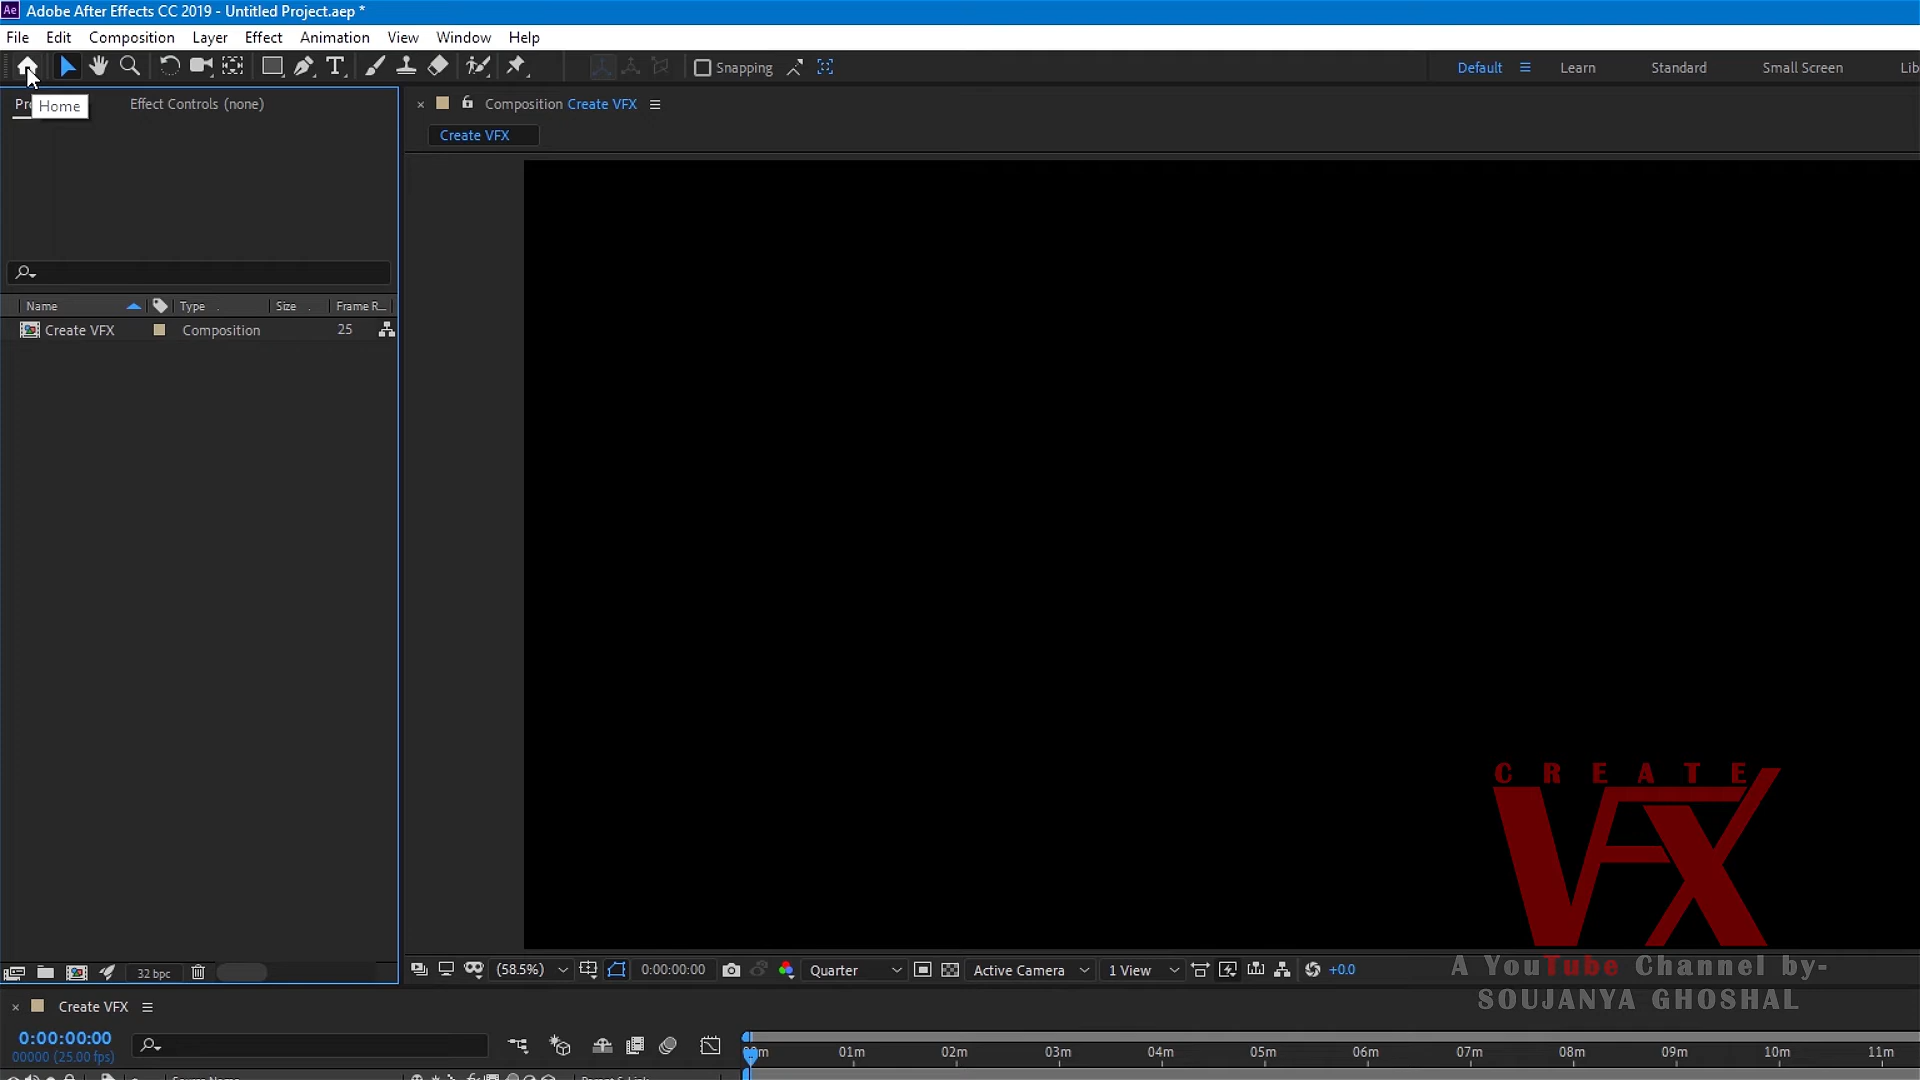 Adobe After Effects CC 2019 - Untitled Project.aep *
File Edit Composition Layer Effect Animation View Window Help
Snapping Default Learn Standard Small Screen
Home Effect Controls (none) Composition Create VFX
Create VFX
Name Type Size Frame R...
Create VFX Composition 25
CREATE
VFX
32 bpc (58.5%) 0:00:00:00 Quarter Active Camera 1 View +0.0
A YouTube Channel by-
SOUJANYA GHOSHAL
Create VFX
0:00:00:00
00000 (25.00 fps)
01m 02m 03m 04m 05m 06m 07m 08m 09m 10m 11m